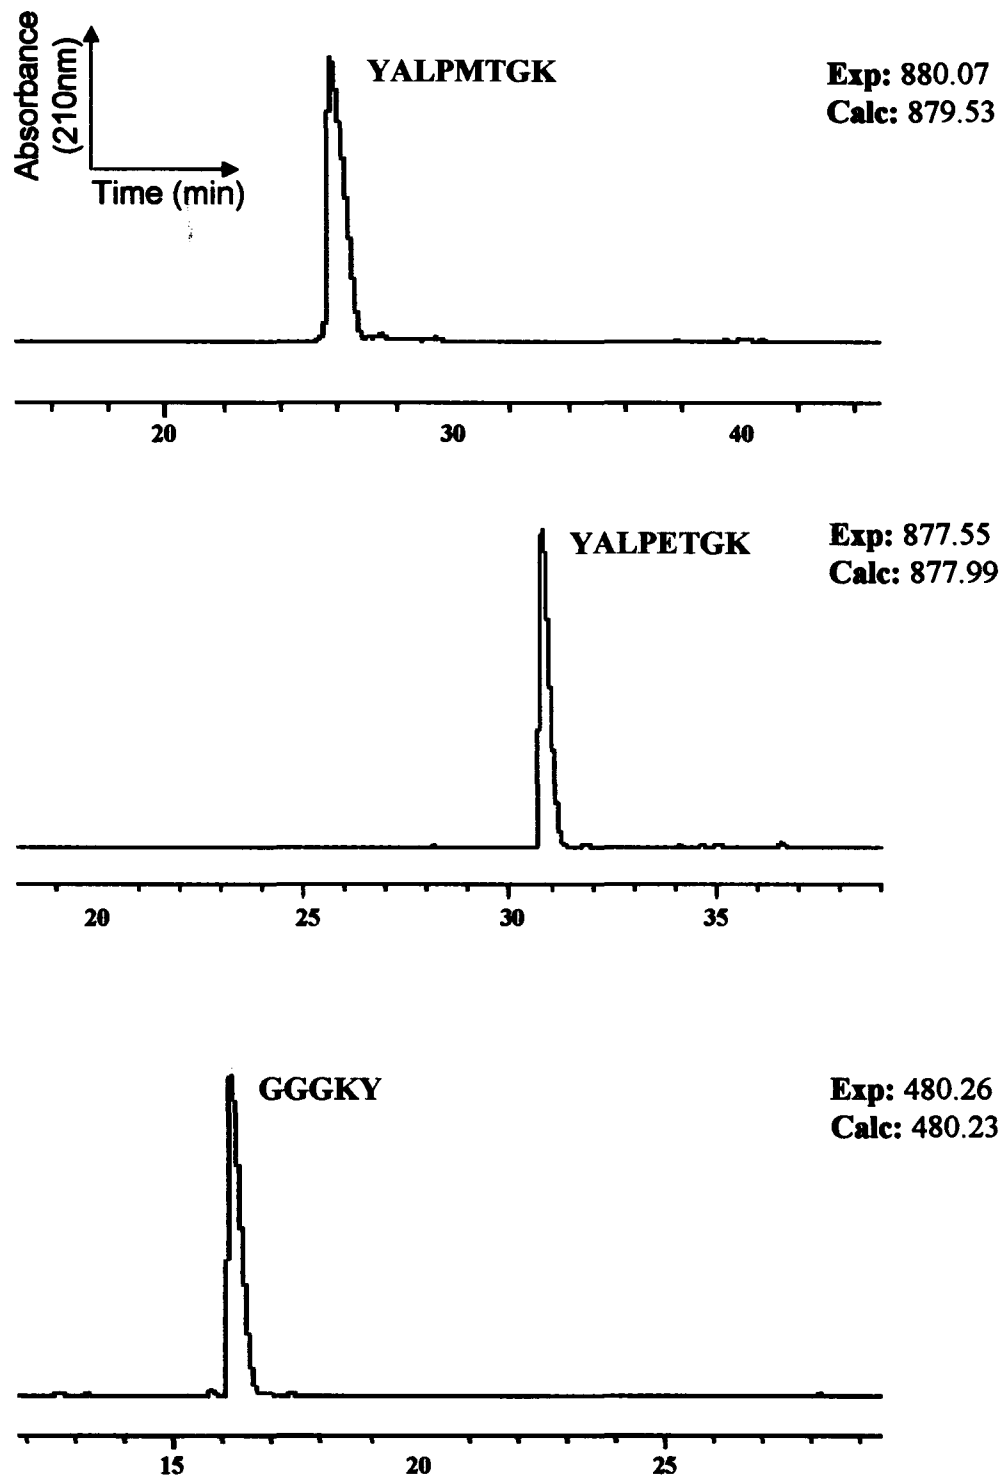 Absorbance
(210nm)
Time (min)
YALPMTGK
Exp: 880.07
Calc: 879.53
20 30 40
YALPETGK
Exp: 877.55
Calc: 877.99
20 25 30 35
GGGKY
Exp: 480.26
Calc: 480.23
15 20 25